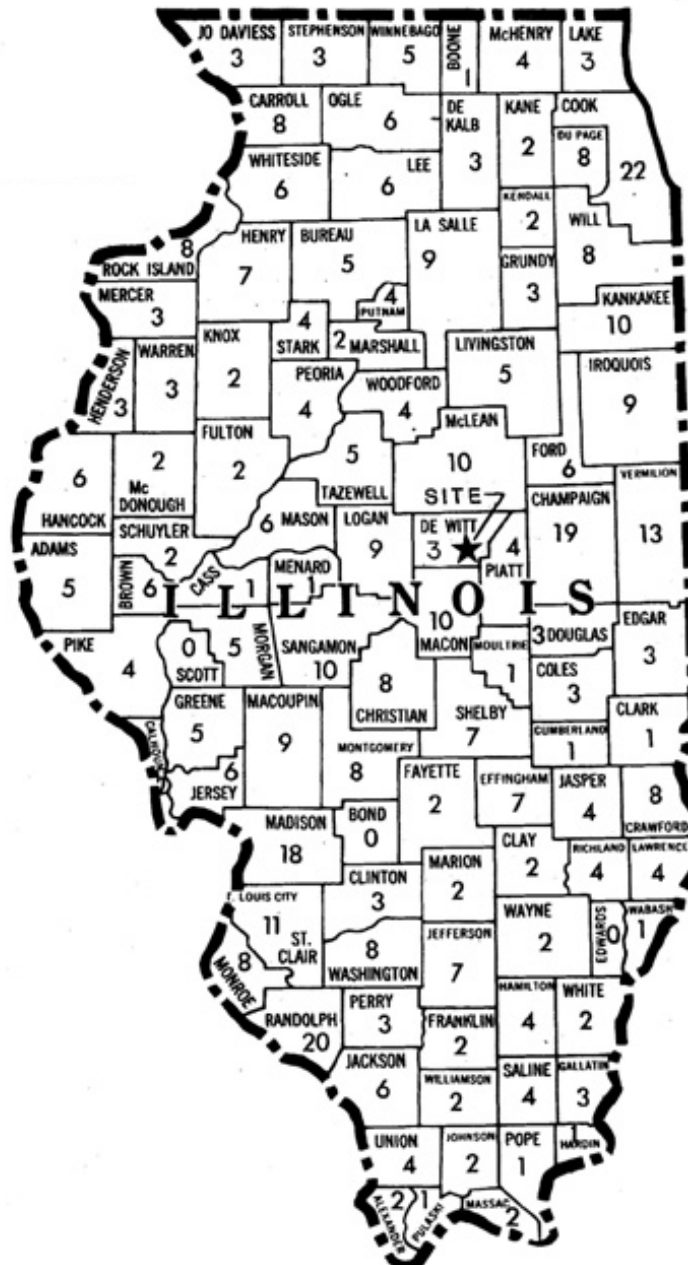 JO DAVIESS
3
STEPHENSON
3
WINNEBAGO
5
BOONE
1
McHENRY
4
LAKE
3
CARROLL
8
OGLE
6
DE
KALB
3
KANE
2
COOK
22
DU PAGE
8
WHITESIDE
6
LEE
6
KENDALL
2
WILL
8
ROCK ISLAND
8
HENRY
7
BUREAU
5
LA SALLE
9
GRUNDY
3
MERCER
3
PUTNAM
4
KANKAKEE
10
HENDERSON
3
WARREN
3
KNOX
2
STARK
4
MARSHALL
2
LIVINGSTON
5
IROQUOIS
9
PEORIA
4
WOODFORD
4
McLEAN
10
FORD
6
VERMILION
13
HANCOCK
6
Mc
DONOUGH
2
FULTON
2
TAZEWELL
5
SITE
CHAMPAIGN
19
ADAMS
5
SCHUYLER
2
MASON
6
LOGAN
9
DE WITT
3
PIATT
4
BROWN
6
CASS
1
MENARD
1
ILLINOIS
PIKE
4
SCOTT
0
MORGAN
5
SANGAMON
10
MACON
10
MOULTRIE
1
DOUGLAS
3
EDGAR
3
CHRISTIAN
8
COLES
3
GREENE
5
MACOUPIN
9
SHELBY
7
CUMBERLAND
1
CLARK
1
JERSEY
6
MONTGOMERY
8
FAYETTE
2
EFFINGHAM
7
JASPER
4
CRAWFORD
8
MADISON
18
BOND
0
CLAY
2
RICHLAND
4
LAWRENCE
4
CLINTON
3
MARION
2
LOUIS CITY
11
ST.
CLAIR
WAYNE
2
EDWARDS
0
WABASH
1
MONROE
8
WASHINGTON
8
JEFFERSON
7
RANDOLPH
20
PERRY
3
FRANKLIN
2
HAMILTON
4
WHITE
2
JACKSON
6
WILLIAMSON
2
SALINE
4
GALLATIN
3
UNION
4
JOHNSON
2
POPE
1
HARDIN
1
ALEXANDER
2
PULASKI
1
MASSAC
2